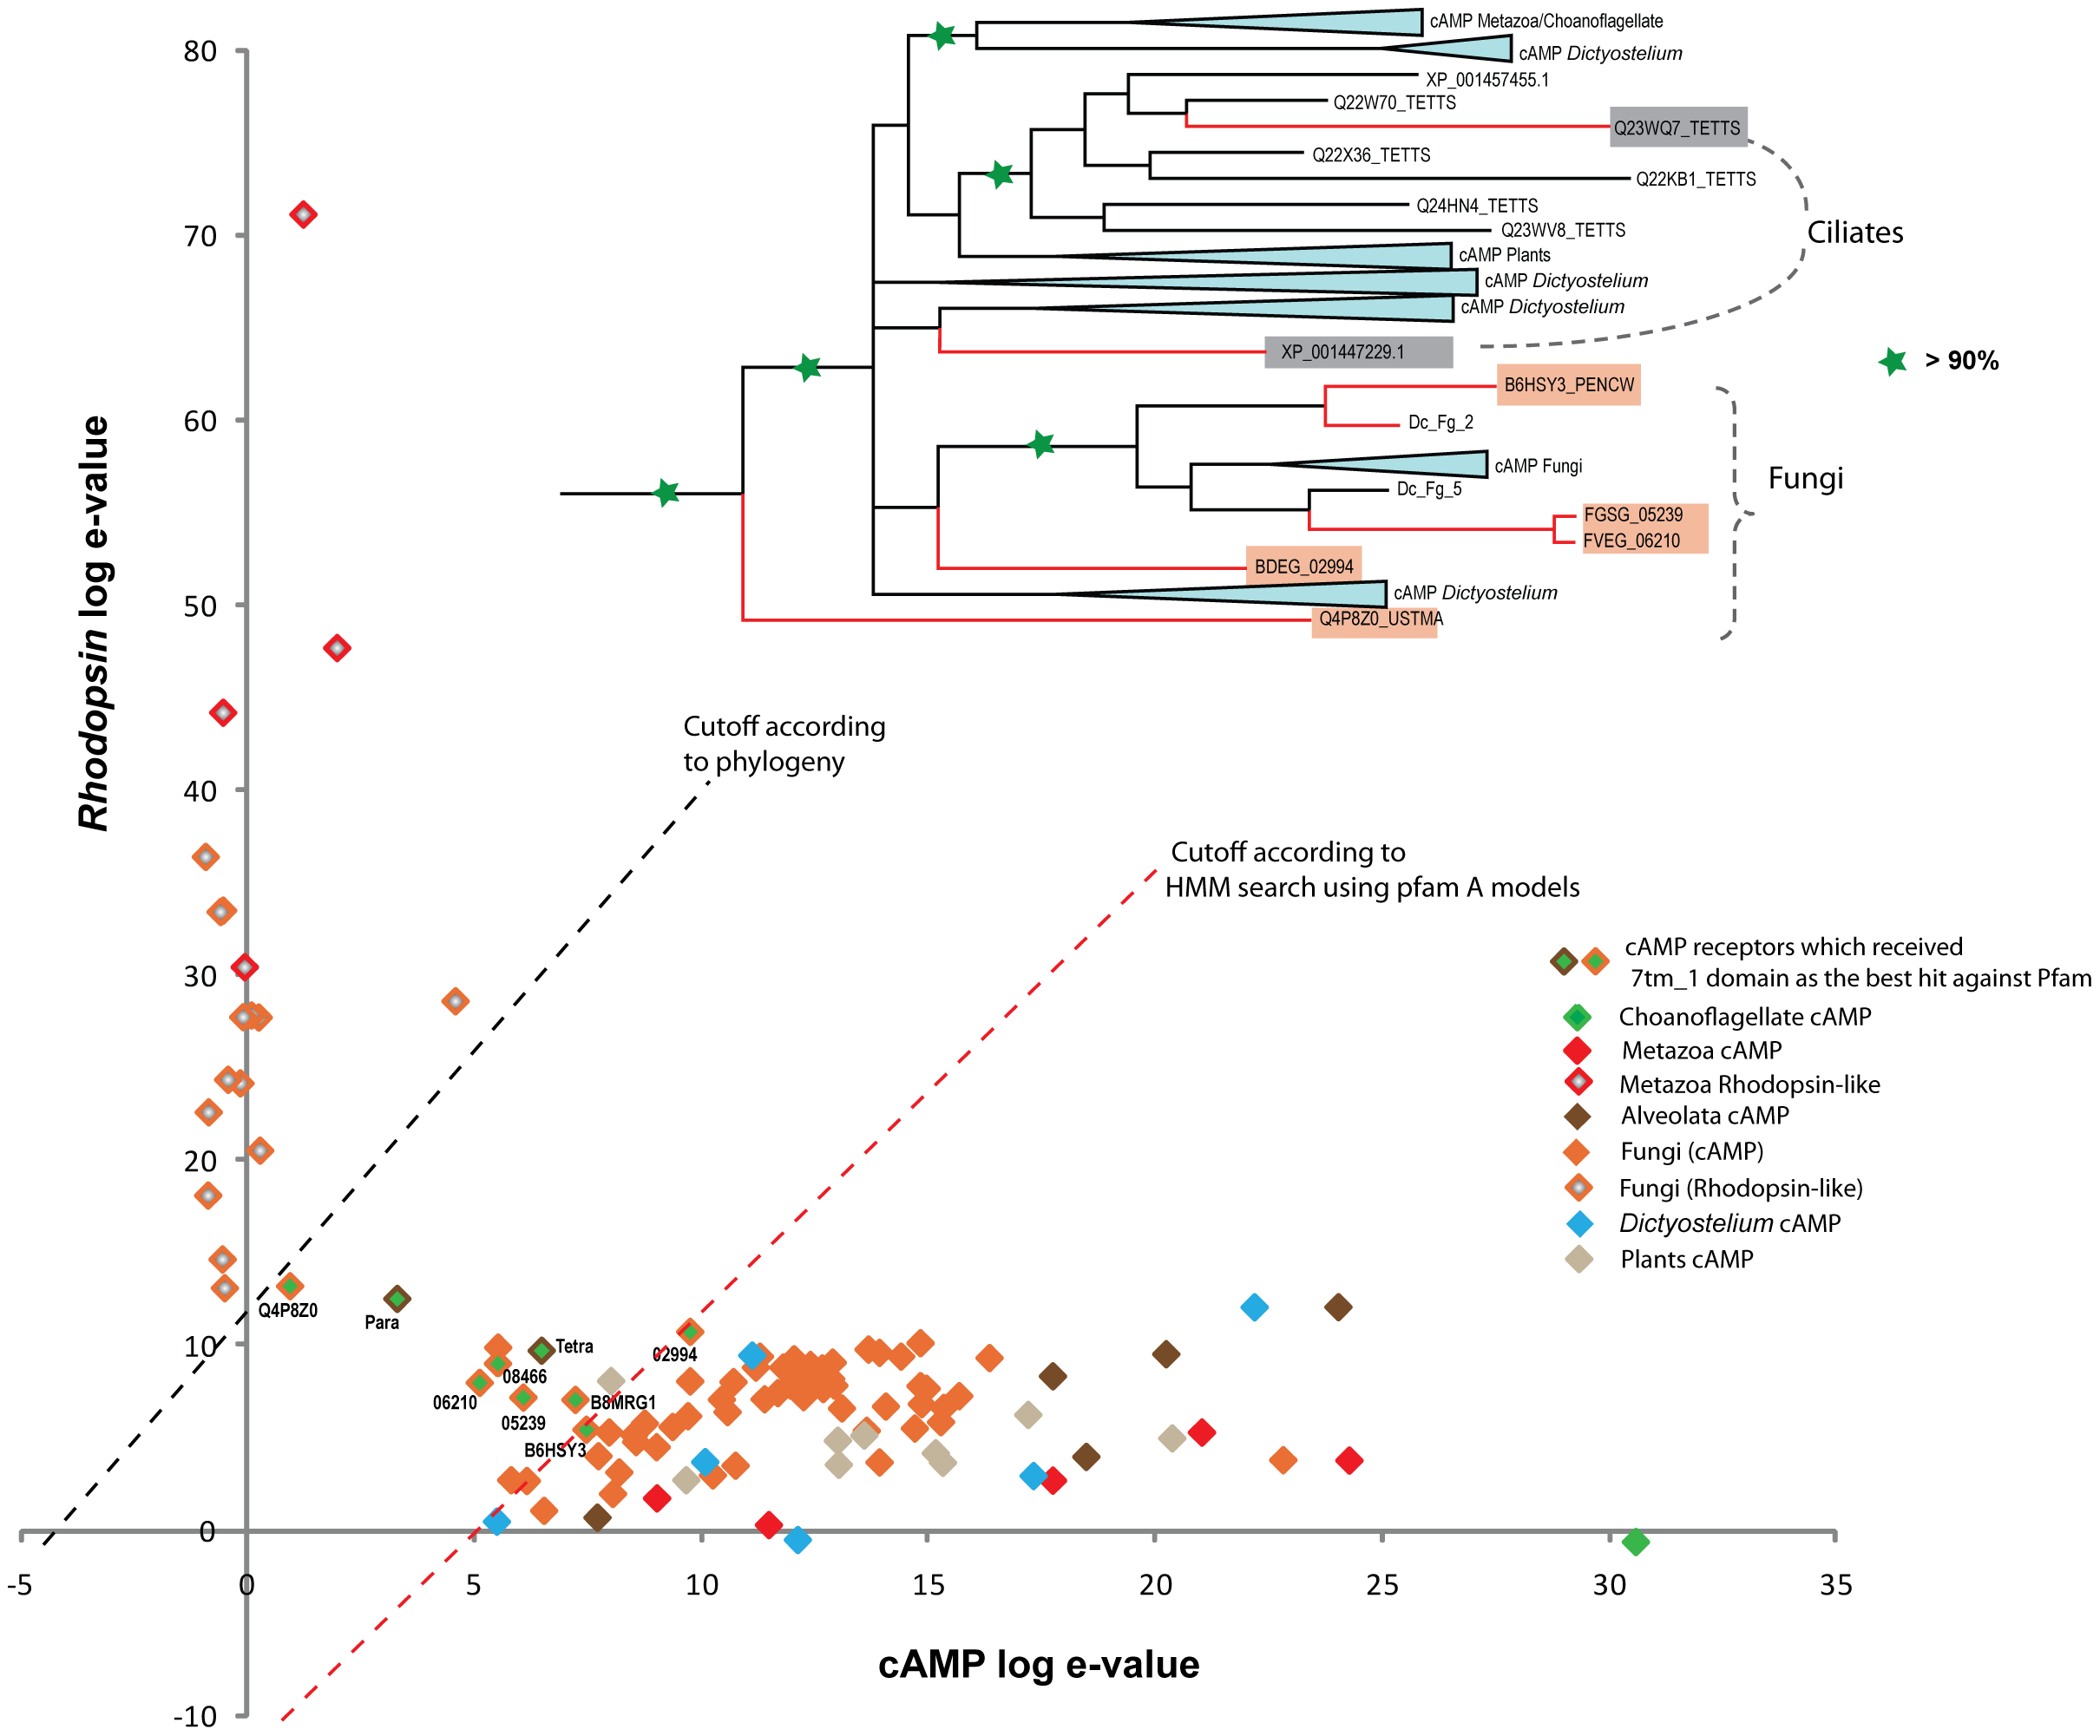 cAMP Metazoa/Choanoflagellate
cAMP Dictyostelium
XP_001457455.1
Q22W70_TETTS
Q23WQ7_TETTS
Q22X36_TETTS
Q22KB1_TETTS
Q24HN4_TETTS
Q23WV8_TETTS
Ciliates
cAMP Plants
cAMP Dictyostelium
cAMP Dictyostelium
XP_001447229.1
> 90%
B6HSY3_PENCW
Dc_Fg_2
cAMP Fungi
Fungi
Dc_Fg_5
FGSG_05239
FVEG_06210
BDEG_02994
cAMP Dictyostelium
Q4P8Z0_USTMA
Rhodopsin log e-value
80
70
60
50
40
30
20
10
0
-10
Cutoff according
to phylogeny
Cutoff according to
HMM search using pfam A models
cAMP receptors which received
7tm_1 domain as the best hit against Pfam
Choanoflagellate cAMP
Metazoa cAMP
Metazoa Rhodopsin-like
Alveolata cAMP
Fungi (cAMP)
Fungi (Rhodopsin-like)
Dictyostelium cAMP
Plants cAMP
Q4P8Z0
Para
Tetra
02994
08466
06210
B8MRG1
05239
B6HSY3
-5
0
5
10
15
20
25
30
35
cAMP log e-value